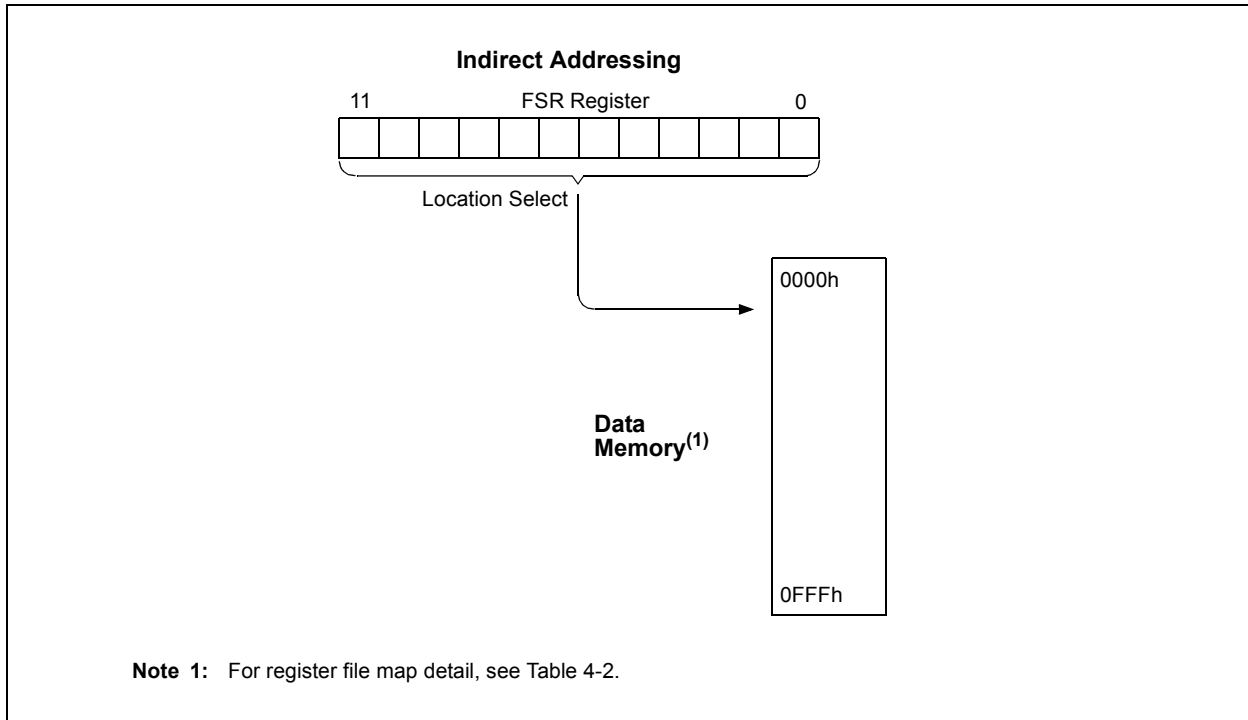 Indirect Addressing
11 FSR Register 0
Location Select
0000h
Data
Memory(1)
0FFFh
Note 1: For register file map detail, see Table 4-2.